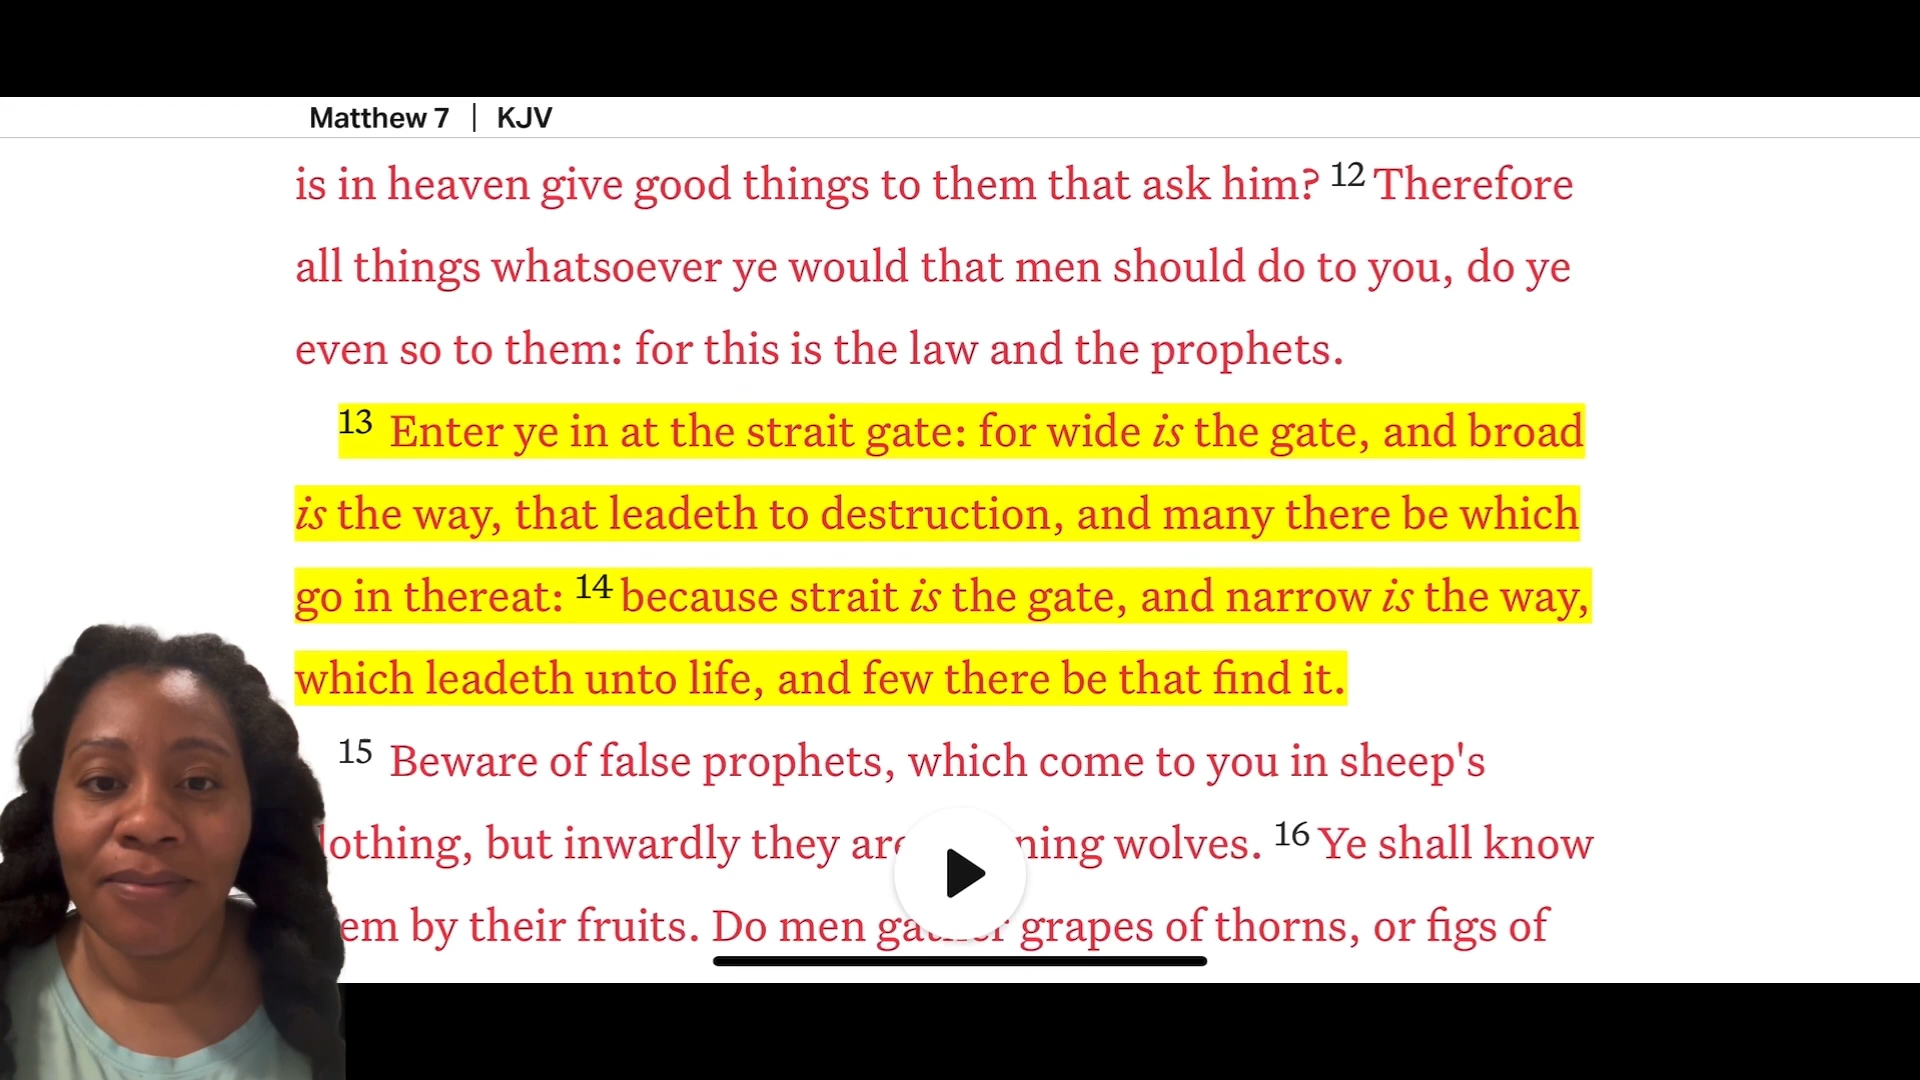 Matthew 7 | KJV
is in heaven give good things to them that ask him? 12 Therefore
all things whatsoever ye would that men should do to you, do ye
even so to them: for this is the law and the prophets.
13 Enter ye in at the strait gate: for wide is the gate, and broad
is the way, that leadeth to destruction, and many there be which
go in thereat: 14 because strait is the gate, and narrow is the way,
which leadeth unto life, and few there be that find it.
15 Beware of false prophets, which come to you in sheep's
but inwardly they wolves. 16 Ye shall know
by their fruits. Do men grapes of thorns, or figs of